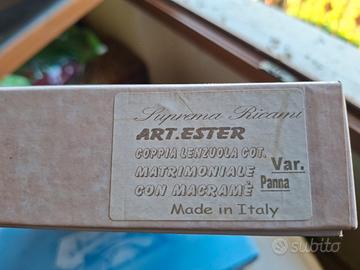 Suprema Ricami
ART.ESTER
COPPIA LENZUOLA COT.
MATRIMONIALE
CON MACRAMÈ
Var.
Panna
Made in Italy
subito